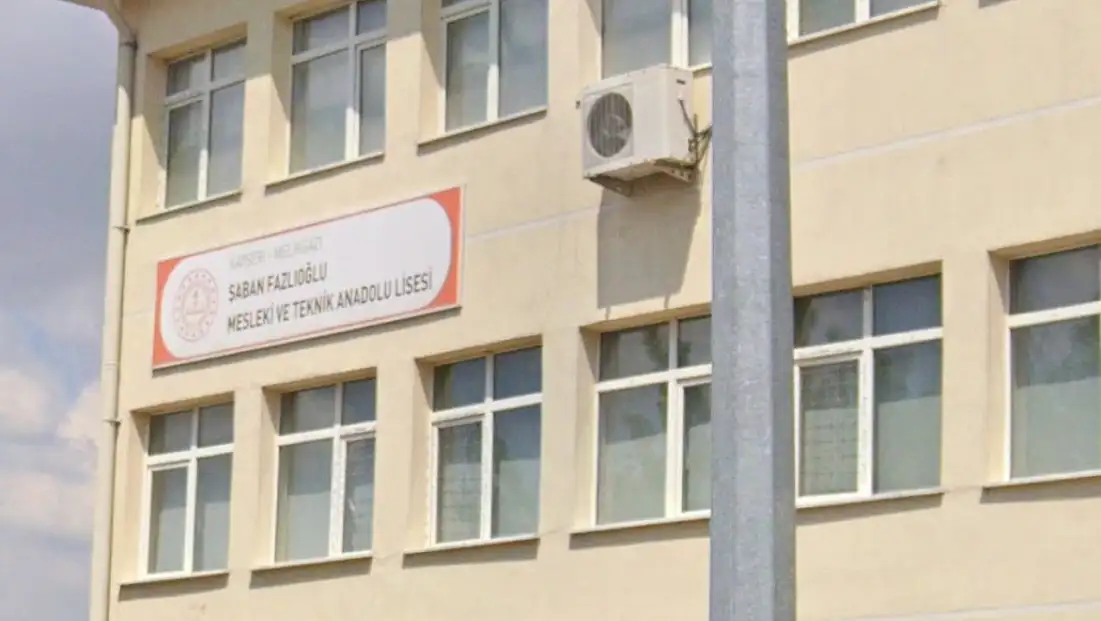 KAYSERİ - MELİKGAZİ
ŞABAN FAZLIOĞLU
MESLEKİ VE TEKNİK ANADOLU LİSESİ